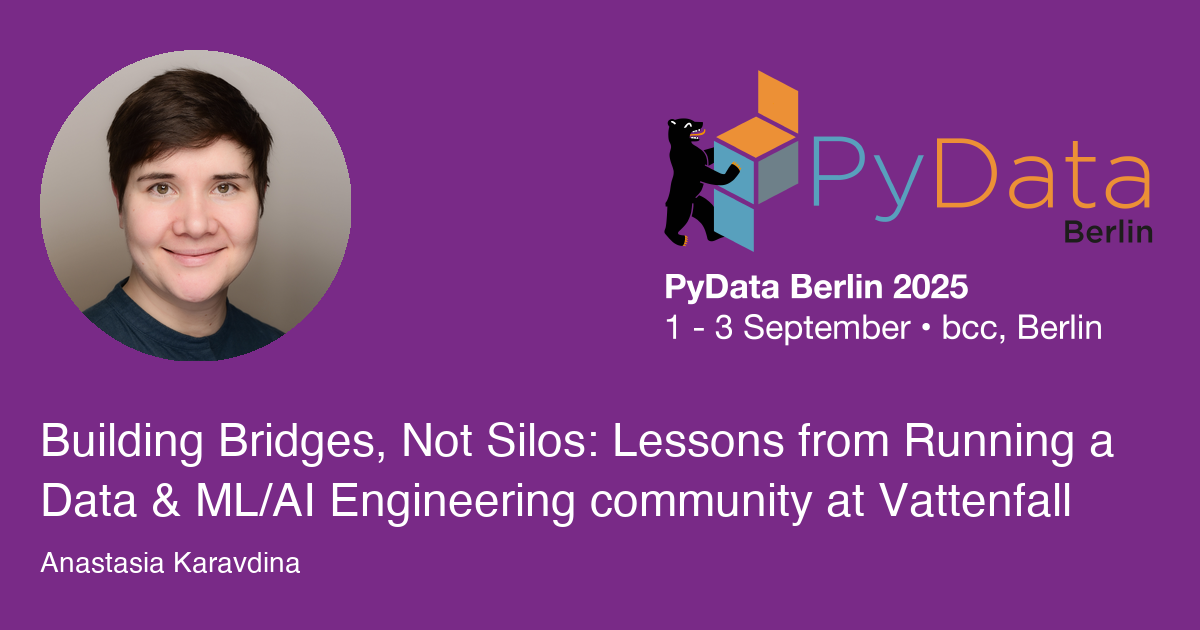 PyData
Berlin
PyData Berlin 2025
1 - 3 September • bcc, Berlin
Building Bridges, Not Silos: Lessons from Running a
Data & ML/AI Engineering community at Vattenfall
Anastasia Karavdina